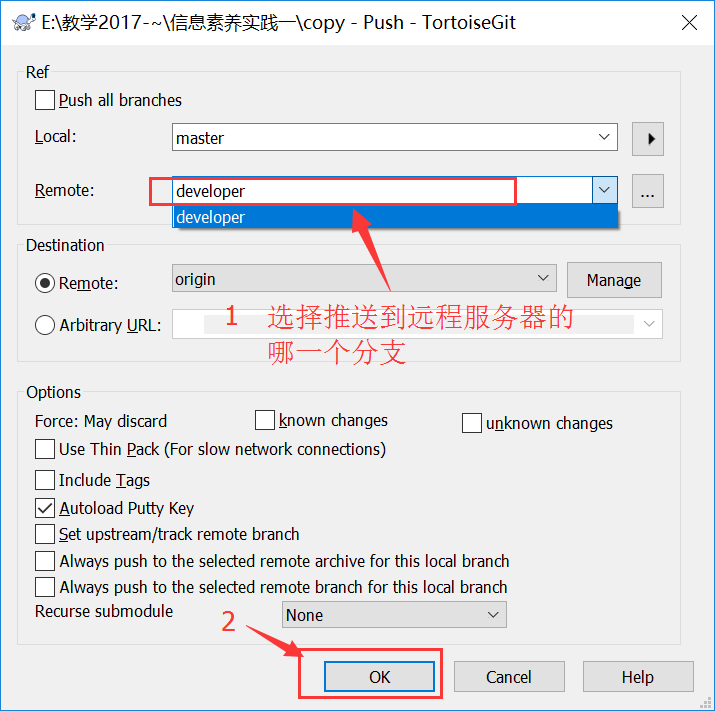 E:\教学2017-~\信息素养实践一\copy - Push - TortoiseGit
Ref
Push all branches
Local:
master
Remote:
developer
...
developer
Destination
Remote:
origin
Manage
Arbitrary URL:
1 选择推送到远程服务器的
哪一个分支
Options
Force: May discard
known changes
unknown changes
Use Thin Pack (For slow network connections)
Include Tags
Autoload Putty Key
Set upstream/track remote branch
Always push to the selected remote archive for this local branch
Always push to the selected remote branch for this local branch
Recurse submodule
None
2
OK
Cancel
Help